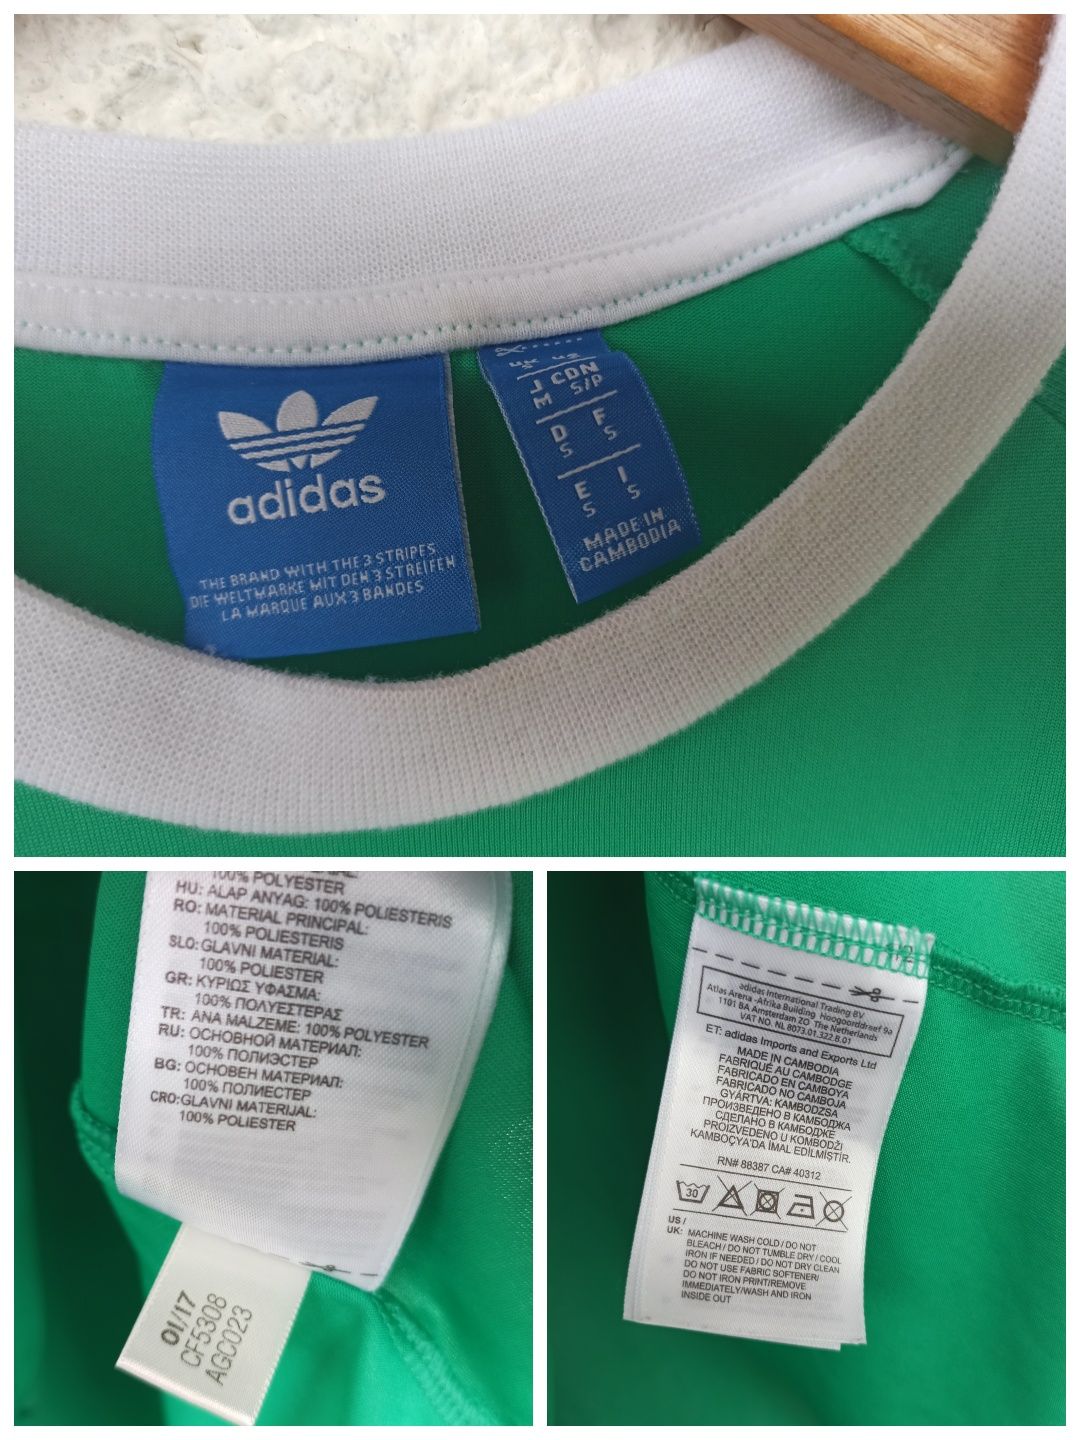 adidas
THE BRAND WITH THE 3 STRIPES
DIE WELTMARKE MIT DEN 3 STREIFEN
LA MARQUE AUX 3 BANDES
UK US
S
J CDN
M S/P
D F
S S
E I
S S
MADE IN
CAMBODIA
100% POLYESTER
HU: ALAP ANYAG: 100% POLIESTERIS
RO: MATERIAL PRINCIPAL:
100% POLIESTERIS
SLO: GLAVNI MATERIAL:
100% POLIESTER
GR: ΚΥΡΙΩΣ ΥΦΑΣΜΑ:
100% ΠΟΛΥΕΣΤΕΡΑΣ
TR: ANA MALZEME: 100% POLYESTER
RU: ОСНОВНОЙ МАТЕРИАЛ:
100% ПОЛИЭСТЕР
BG: ОСНОВЕН МАТЕРИАЛ:
100% ПОЛИЕСТЕР
CRO: GLAVNI MATERIJAL:
100% POLIESTER
01/17
CF5308
AGC023
adidas International Trading BV
Atlas Arena -Afrika Building Hoogoorddreef 9a
1101 BA Amsterdam ZO The Netherlands
VAT NO. NL 8073.01.322.B.01
ET: adidas Imports and Exports Ltd
MADE IN CAMBODIA
FABRIQUÉ AU CAMBODGE
FABRICADO EN CAMBOYA
FABRICADO NO CAMBOJA
GYÁRTVA: KAMBODZSA
ПРОИЗВЕДЕНО В КАМБОДЖА
СДЕЛАНО В КАМБОДЖЕ
PROIZVEDENO U KOMBODŽI
KAMBOÇYA'DA İMAL EDİLMİŞTİR.
RN# 88387 CA# 40312
30
US /
UK: MACHINE WASH COLD / DO NOT
BLEACH / DO NOT TUMBLE DRY / COOL
IRON IF NEEDED / DO NOT DRY CLEAN
DO NOT USE FABRIC SOFTENER/
DO NOT IRON PRINT/REMOVE
IMMEDIATELY/WASH AND IRON
INSIDE OUT